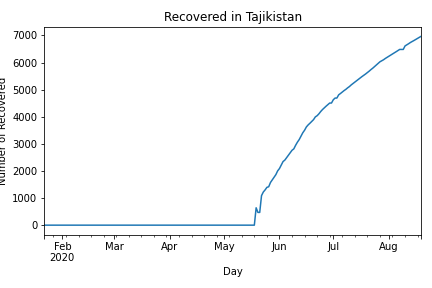 Recovered in Tajikistan
7000
6000
5000
4000
3000
2000
1000
0
Number of Recovered
Feb Mar Apr May Jun Jul Aug
2020
Day